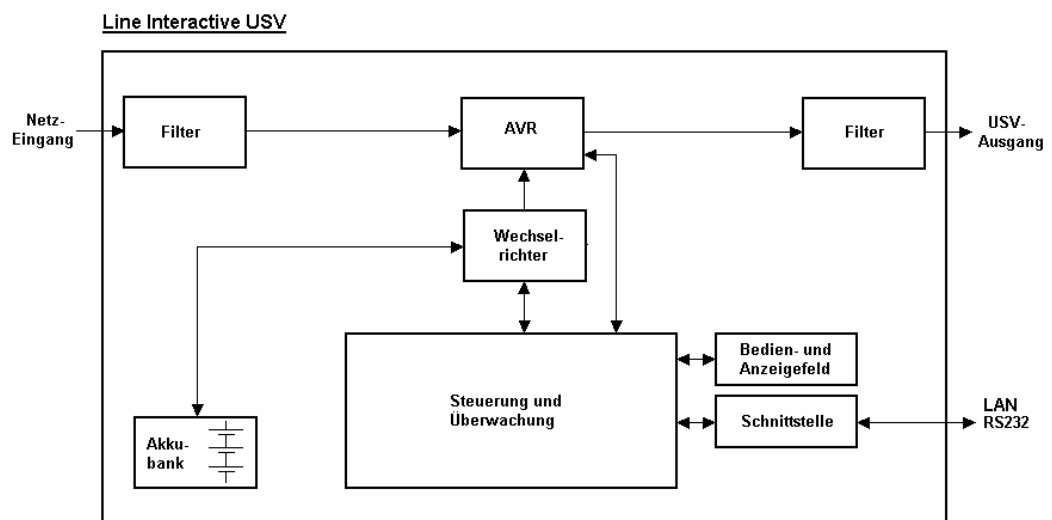 Line Interactive USV
Netz-
Eingang
Filter
AVR
Filter
USV-
Ausgang
Wechsel-
richter
Steuerung und
Überwachung
Bedien- und
Anzeigefeld
Schnittstelle
LAN
RS232
Akku-
bank